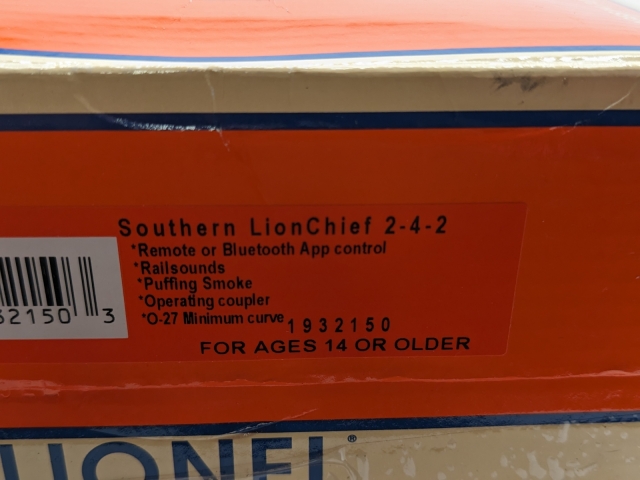 Southern LionChief 2-4-2
*Remote or Bluetooth App control
*Railsounds
*Puffing Smoke
*Operating coupler
*O-27 Minimum curve
1932150
FOR AGES 14 OR OLDER
32150 3
LIONEL®